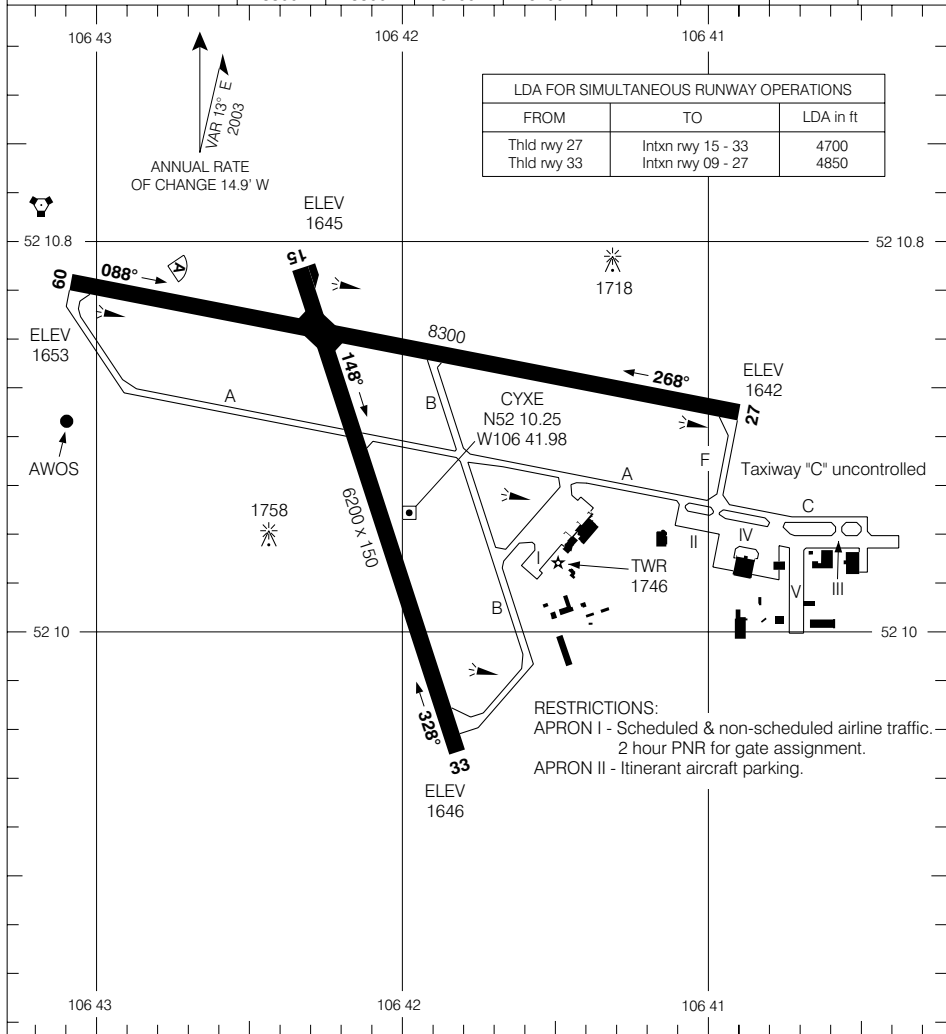 106 43 106 42 106 41
VAR 13° E
2003
ANNUAL RATE
OF CHANGE 14.9' W
LDA FOR SIMULTANEOUS RUNWAY OPERATIONS
FROM TO LDA in ft
Thld rwy 27 Intxn rwy 15 - 33 4700
Thld rwy 33 Intxn rwy 09 - 27 4850
ELEV
1645
52 10.8 52 10.8
15
A
1718
09
088°
ELEV
1653
8300
148°
268°
ELEV
1642
27
A
B
CYXE
N52 10.25
W106 41.98
AWOS
F
A
Taxiway "C" uncontrolled
6200 x 150
1758
C
II
IV
I
TWR
1746
V
III
B
52 10 52 10
328°
33
ELEV
1646
RESTRICTIONS:
APRON I - Scheduled & non-scheduled airline traffic.
2 hour PNR for gate assignment.
APRON II - Itinerant aircraft parking.
106 43 106 42 106 41